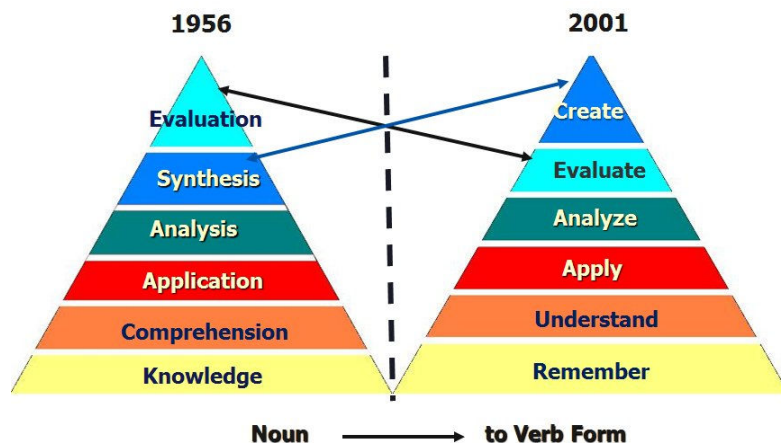 1956
2001
Evaluation
Synthesis
Analysis
Application
Comprehension
Knowledge
Create
Evaluate
Analyze
Apply
Understand
Remember
Noun to Verb Form